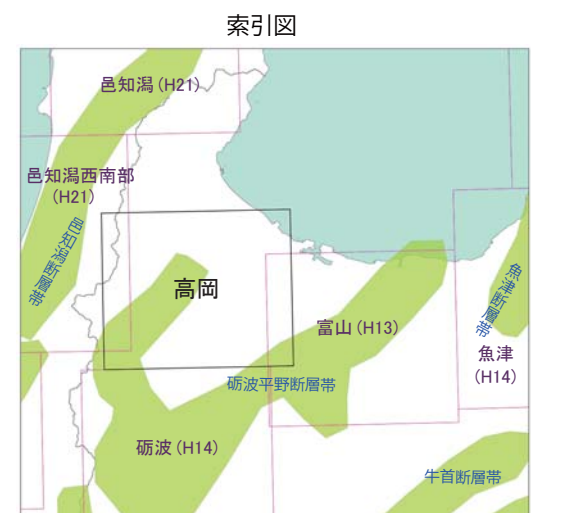 索引図
邑知潟(H21)
邑知潟西南部
(H21)
邑知潟断層帯
高岡
魚津断層帯
富山(H13)
魚津
(H14)
砺波平野断層帯
砺波(H14)
牛首断層帯